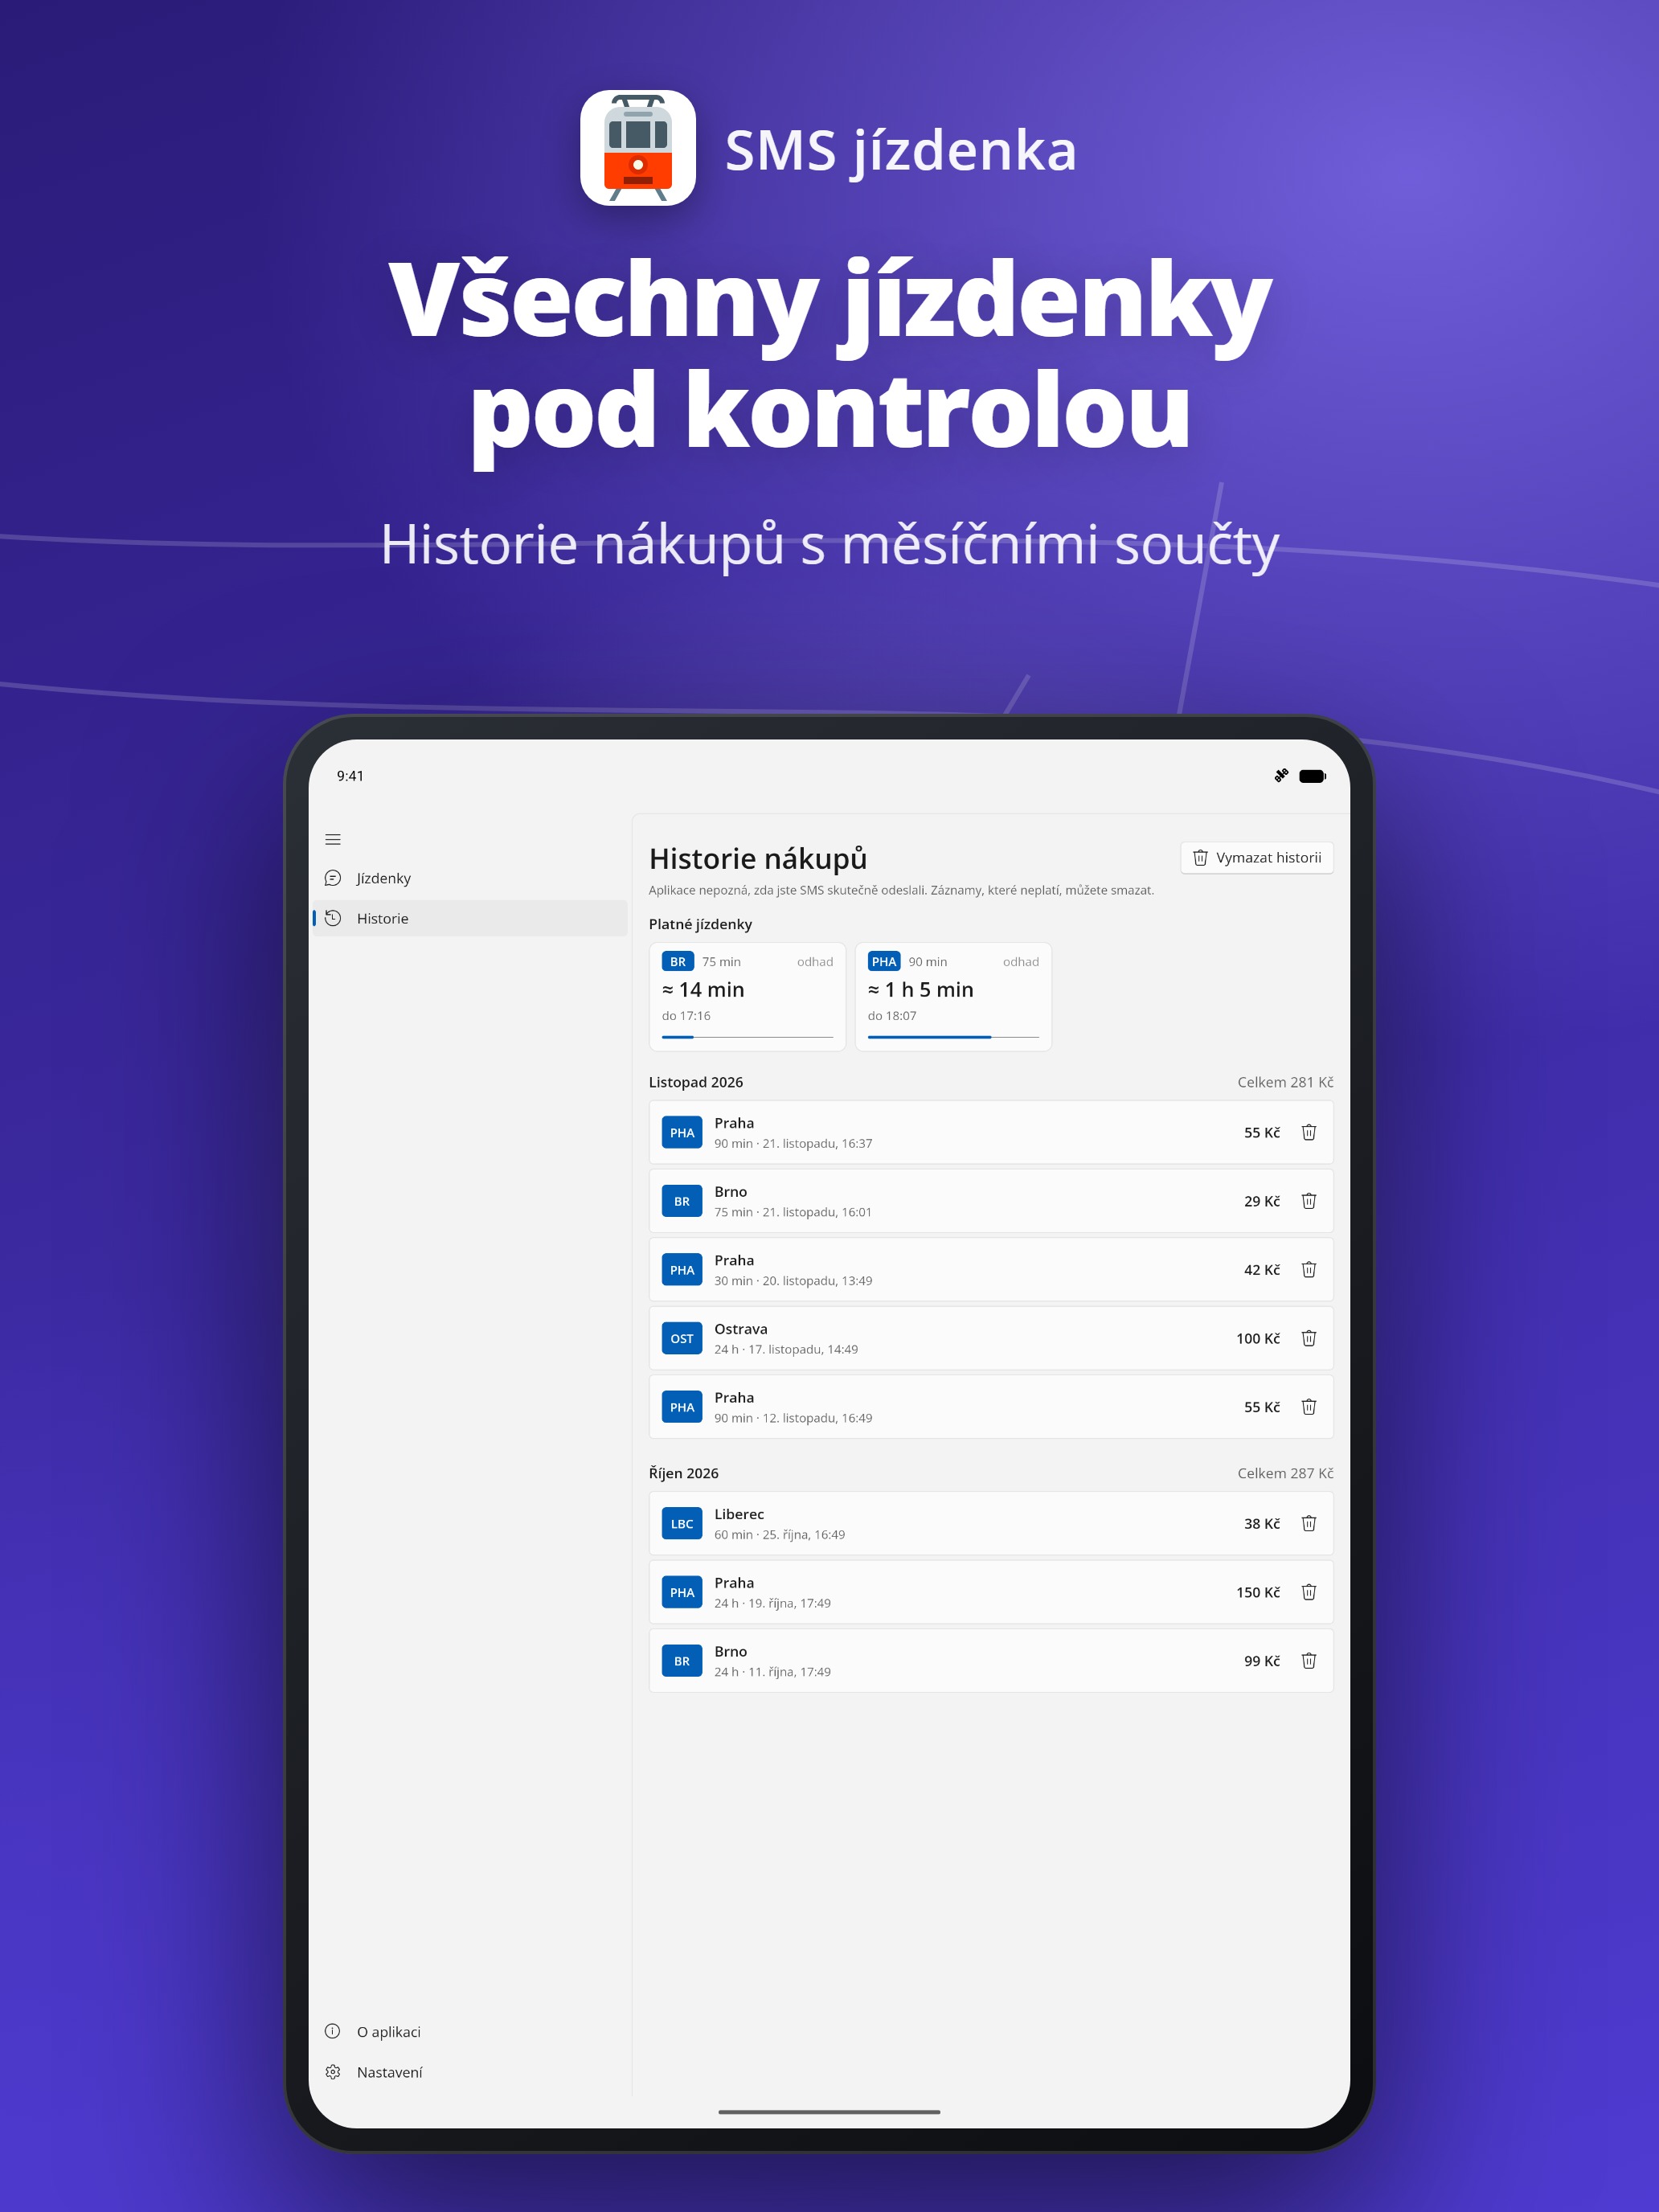 SMS jízdenka
Všechny jízdenky
pod kontrolou
Historie nákupů s měsíčními součty
9:41
Jízdenky
Historie
Historie nákupů
Vymazat historii
Aplikace nepozná, zda jste SMS skutečně odeslali. Záznamy, které neplatí, můžete smazat.
Platné jízdenky
BR 75 min odhad
≈ 14 min
do 17:16
PHA 90 min odhad
≈ 1 h 5 min
do 18:07
Listopad 2026 Celkem 281 Kč
PHA
Praha
90 min · 21. listopadu, 16:37
55 Kč
BR
Brno
75 min · 21. listopadu, 16:01
29 Kč
PHA
Praha
30 min · 20. listopadu, 13:49
42 Kč
OST
Ostrava
24 h · 17. listopadu, 14:49
100 Kč
PHA
Praha
90 min · 12. listopadu, 16:49
55 Kč
Říjen 2026 Celkem 287 Kč
LBC
Liberec
60 min · 25. října, 16:49
38 Kč
PHA
Praha
24 h · 19. října, 17:49
150 Kč
BR
Brno
24 h · 11. října, 17:49
99 Kč
O aplikaci
Nastavení